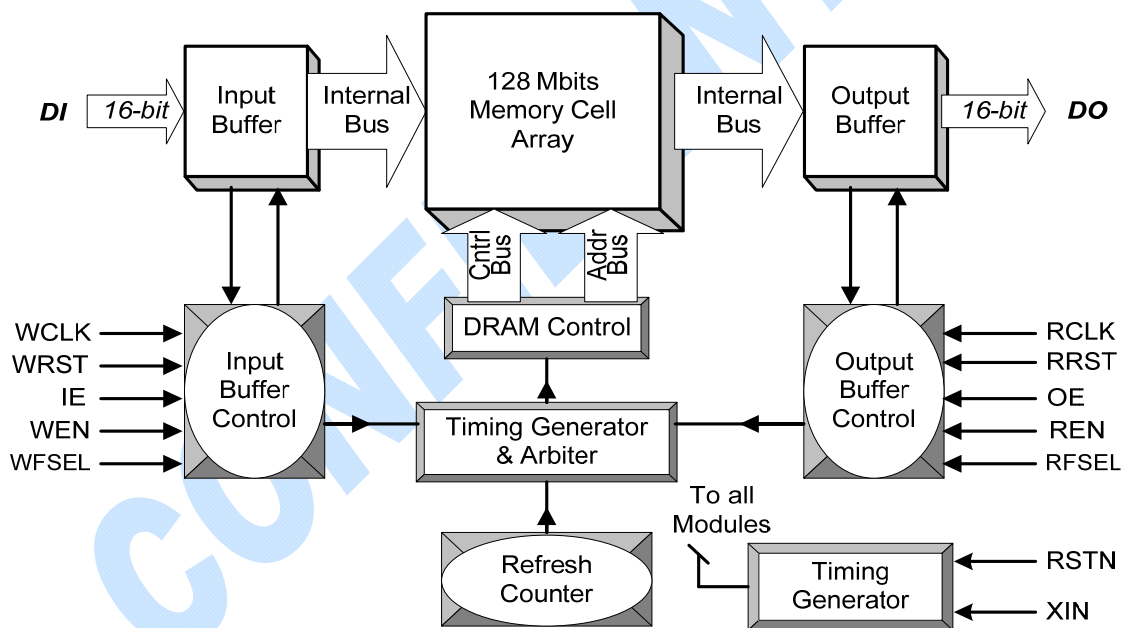 DI
16-bit
Input
Buffer
Internal
Bus
128 Mbits
Memory Cell
Array
Internal
Bus
Output
Buffer
16-bit
DO
Cntrl
Bus
Addr
Bus
DRAM Control
WCLK
WRST
IE
WEN
WFSEL
Input
Buffer
Control
Timing Generator
& Arbiter
Output
Buffer
Control
RCLK
RRST
OE
REN
RFSEL
Refresh
Counter
To all
Modules
Timing
Generator
RSTN
XIN